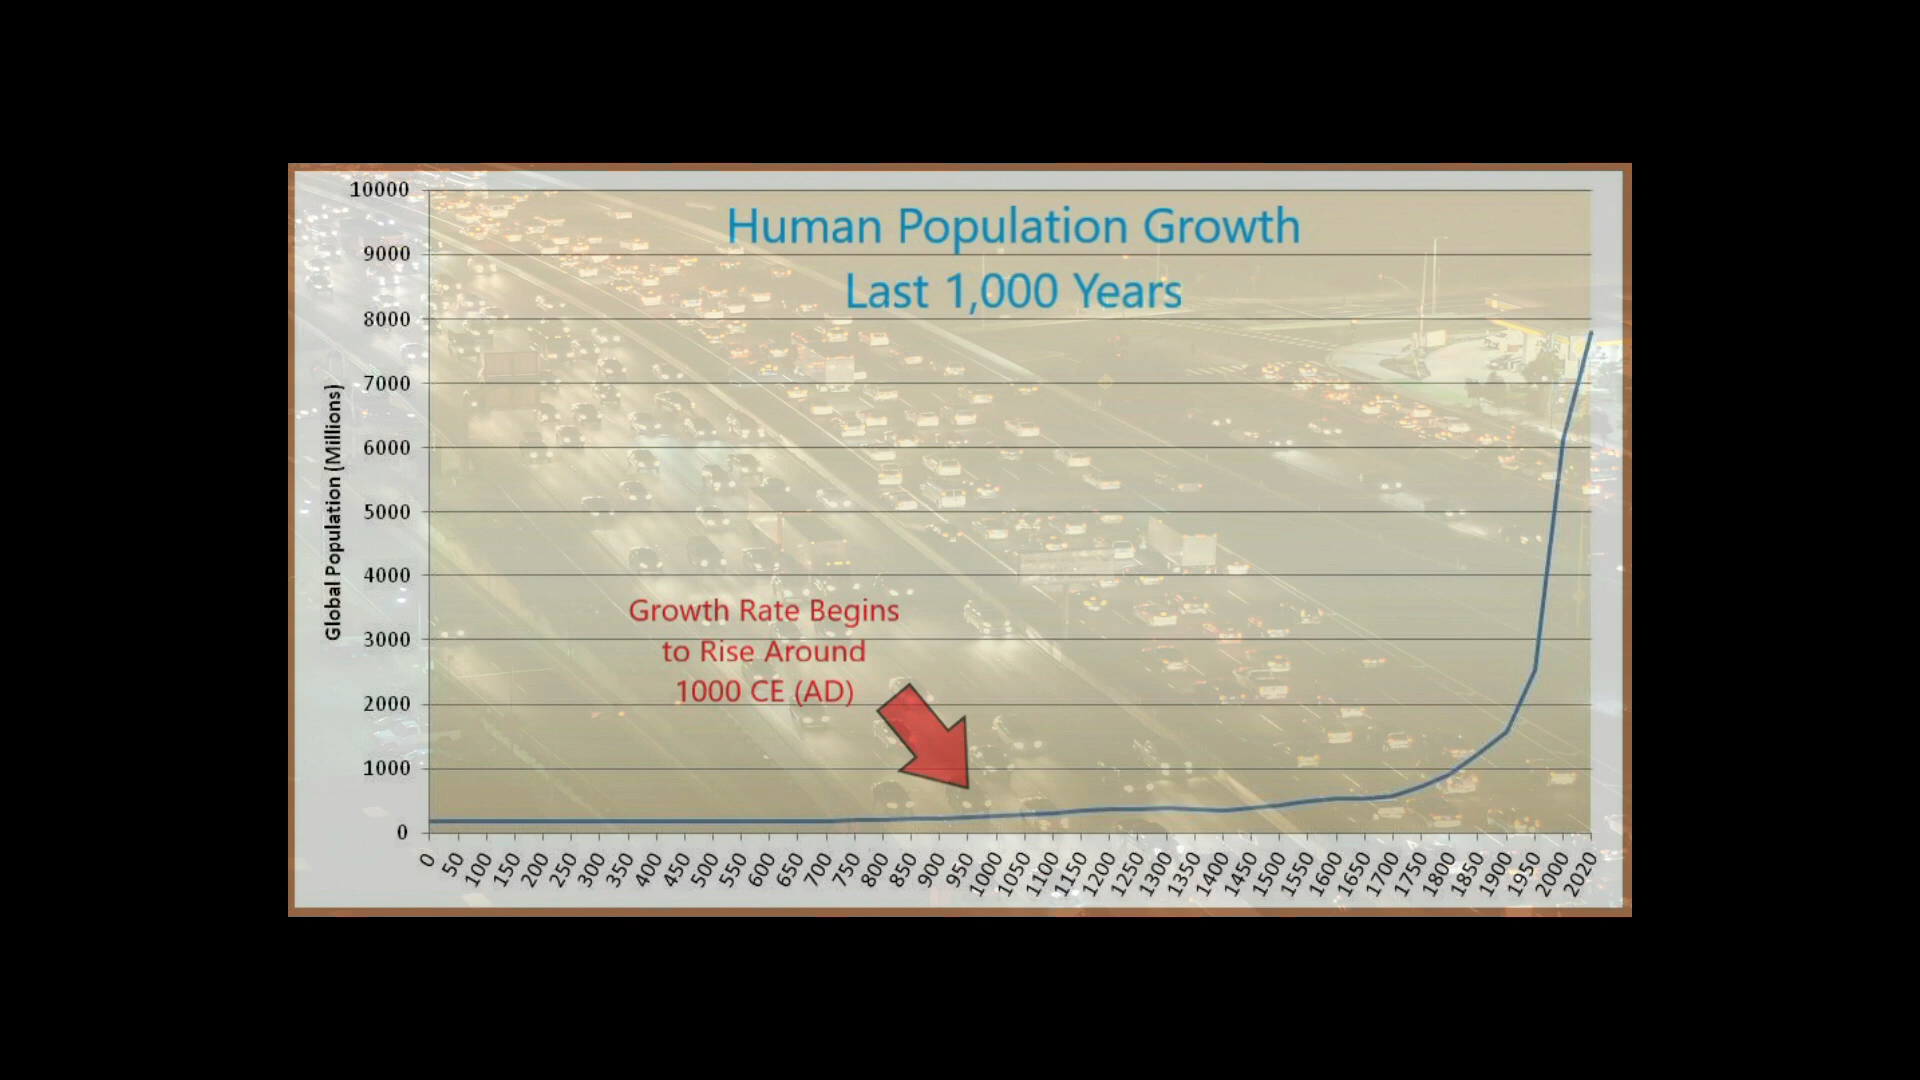 Human Population Growth
Last 1,000 Years
10000
9000
8000
7000
6000
5000
4000
3000
2000
1000
0
Global Population (Millions)
Growth Rate Begins
to Rise Around
1000 CE (AD)
0 50 100 150 200 250 300 350 400 450 500 550 600 650 700 750 800 850 900 950 1000 1050 1100 1150 1200 1250 1300 1350 1400 1450 1500 1550 1600 1650 1700 1750 1800 1850 1900 1950 2000 2020